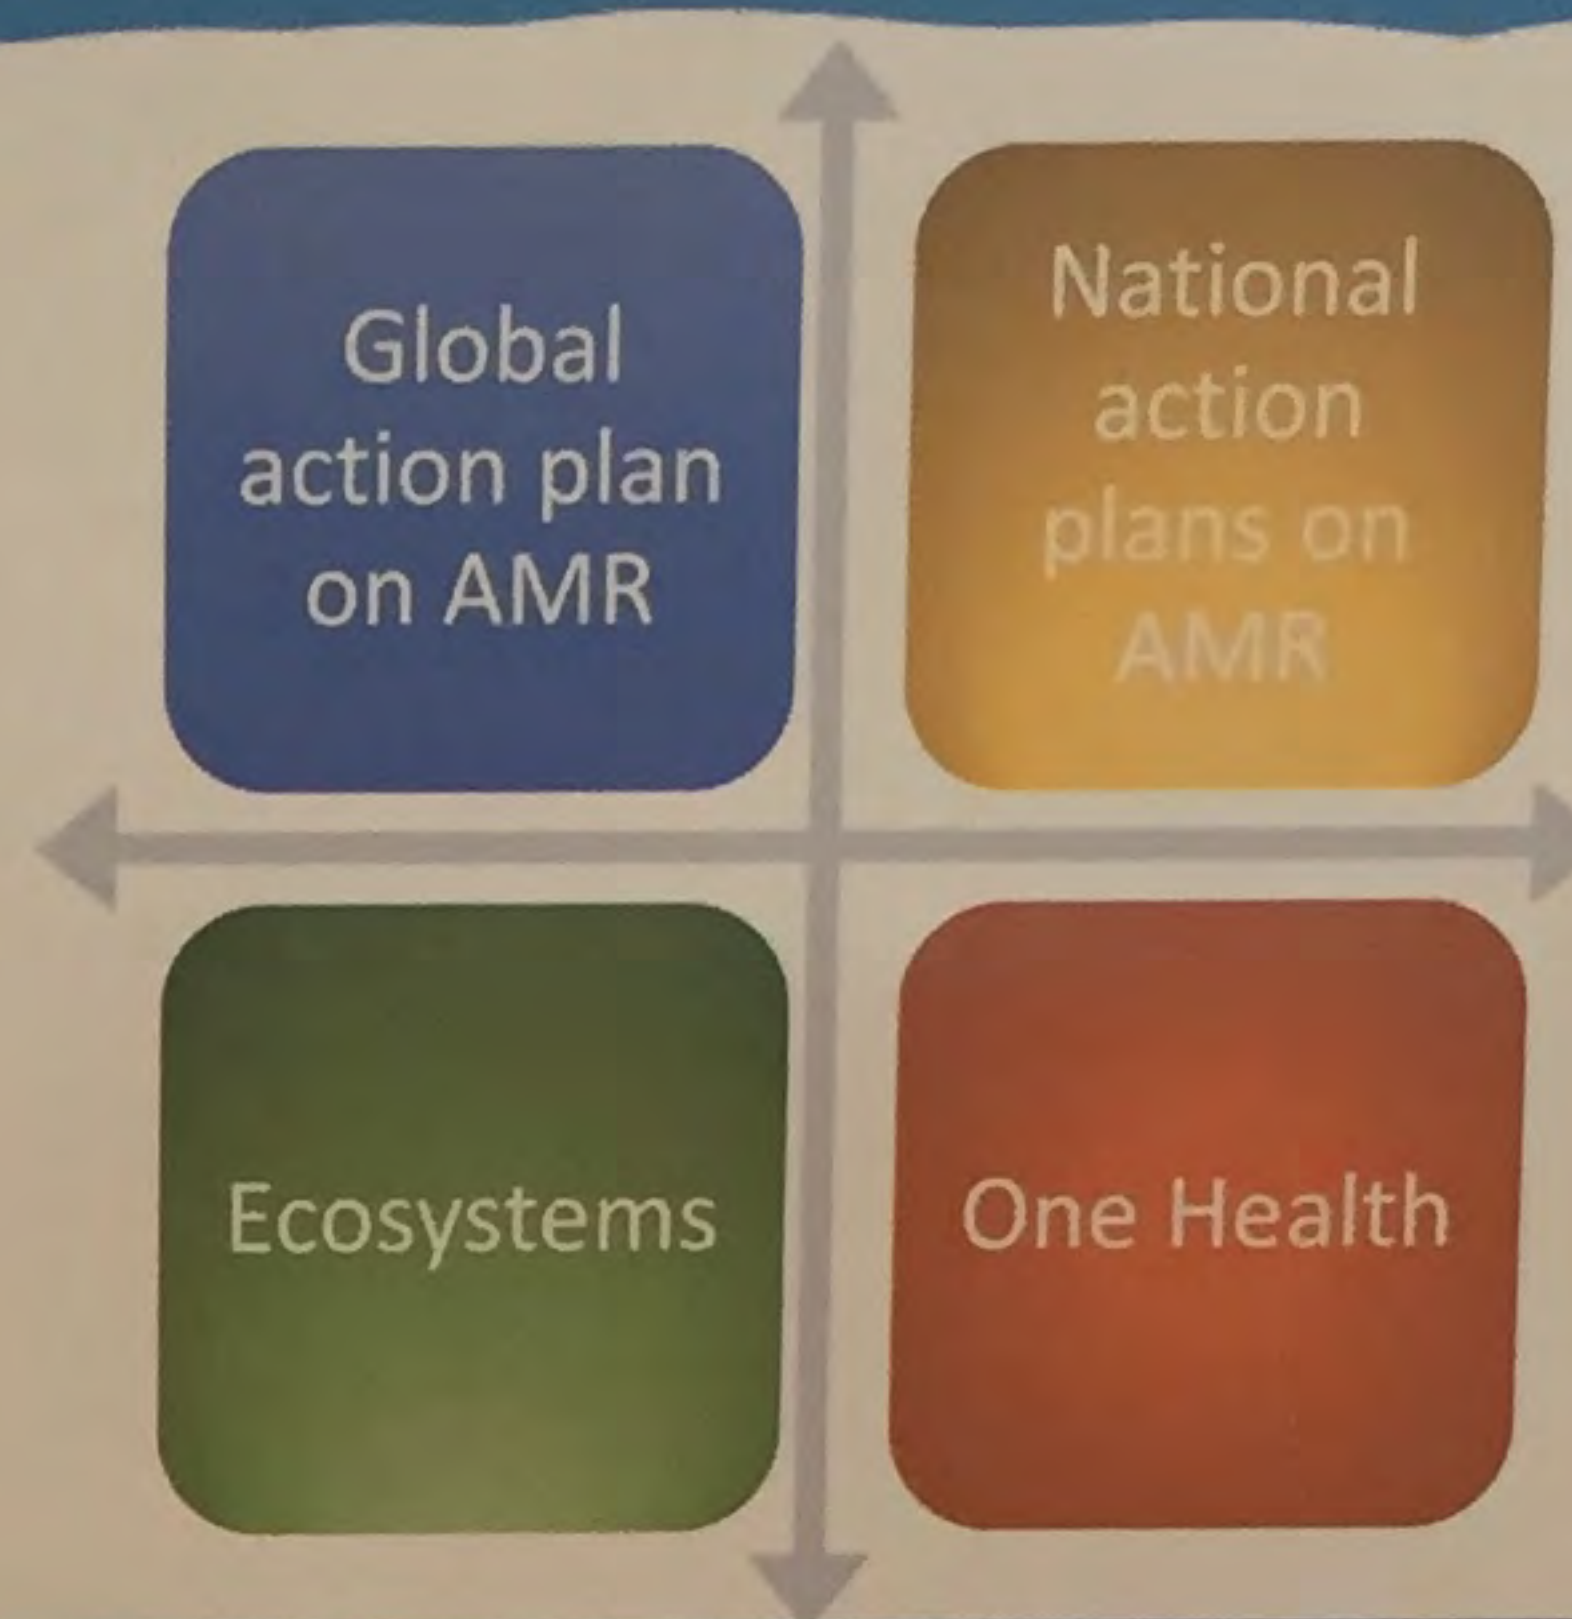 Global
action plan
on AMR
National
action
plans on
AMR
Ecosystems
One Health